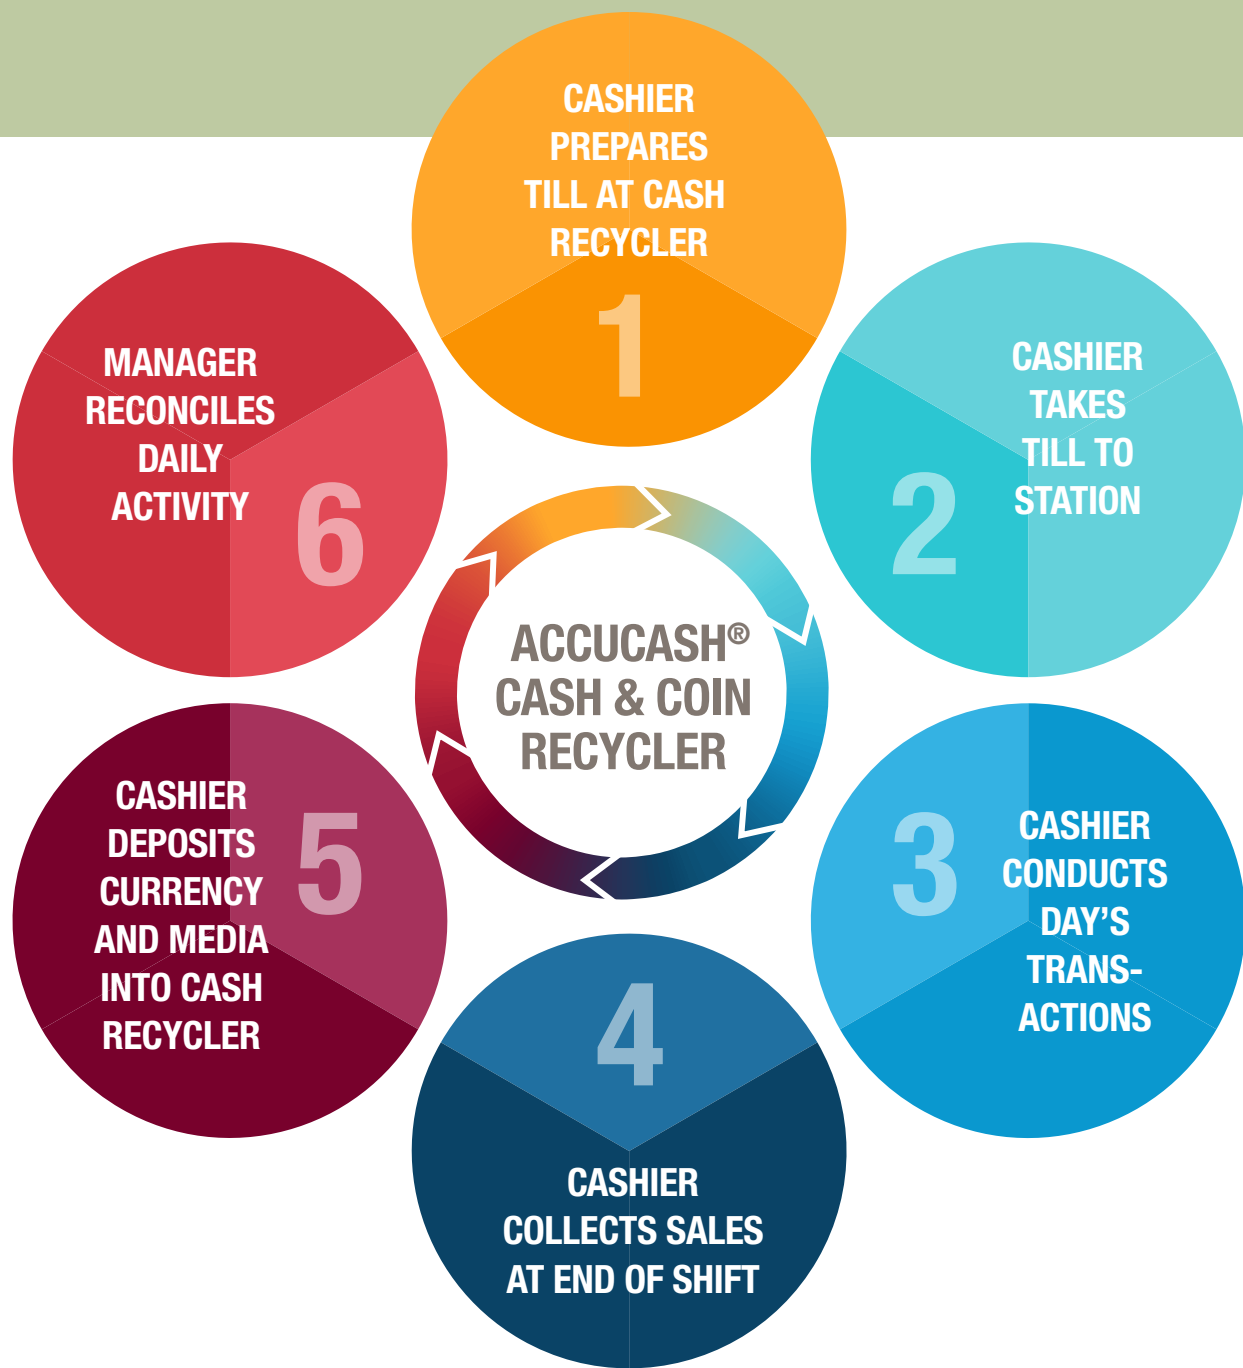 CASHIER
PREPARES
TILL AT CASH
RECYCLER
1
CASHIER
TAKES
TILL TO
STATION
2
3
CASHIER
CONDUCTS
DAY'S
TRANS-
ACTIONS
4
CASHIER
COLLECTS SALES
AT END OF SHIFT
CASHIER
DEPOSITS
CURRENCY
AND MEDIA
INTO CASH
RECYCLER
5
MANAGER
RECONCILES
DAILY
ACTIVITY
6
ACCUCASH®
CASH & COIN
RECYCLER